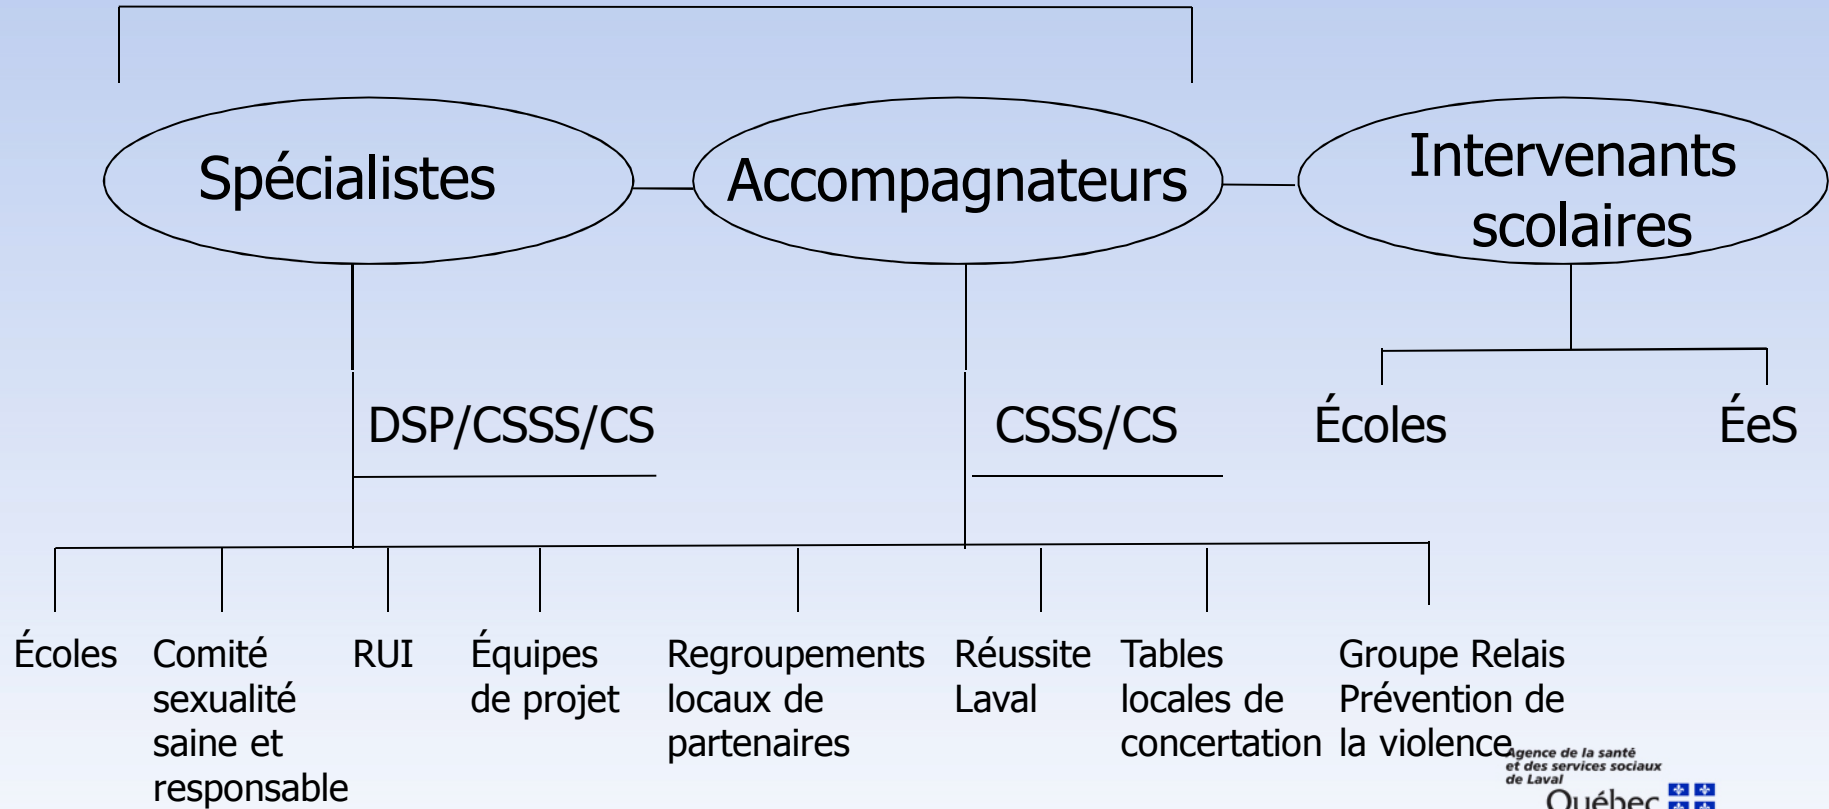 Spécialistes
Accompagnateurs
Intervenants
scolaires
DSP/CSSS/CS
CSSS/CS
Écoles
ÉeS
Écoles
Comité
sexualité
saine et
responsable
RUI
Équipes
de projet
Regroupements
locaux de
partenaires
Réussite
Laval
Tables
locales de
concertation
Groupe Relais
Prévention de
la violence
Agence de la santé
et des services sociaux
de Laval
Québec